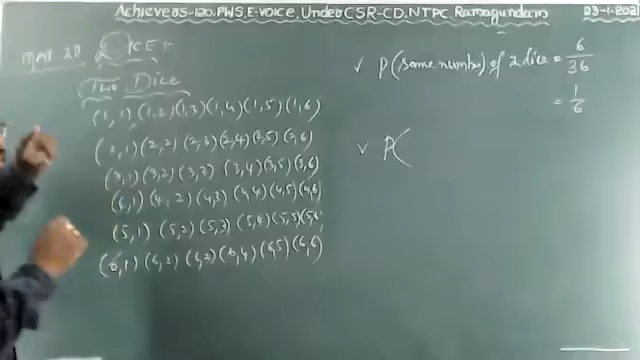 Achievers-120, PWS, E-VOICE, Under CSR-CD, NTPC, Ramagundam 23-1-2021
MAT 20 DICES
Two Dice
(1,1) (1,2) (1,3) (1,4) (1,5) (1,6)
(2,1) (2,2) (2,3) (2,4) (2,5) (2,6)
(3,1) (3,2) (3,3) (3,4) (3,5) (3,6)
(4,1) (4,2) (4,3) (4,4) (4,5) (4,6)
(5,1) (5,2) (5,3) (5,4) (5,5) (5,6)
(6,1) (6,2) (6,3) (6,4) (6,5) (6,6)
✓ P(same number) of 2 dice = 6/36
= 1/6
✓ P(